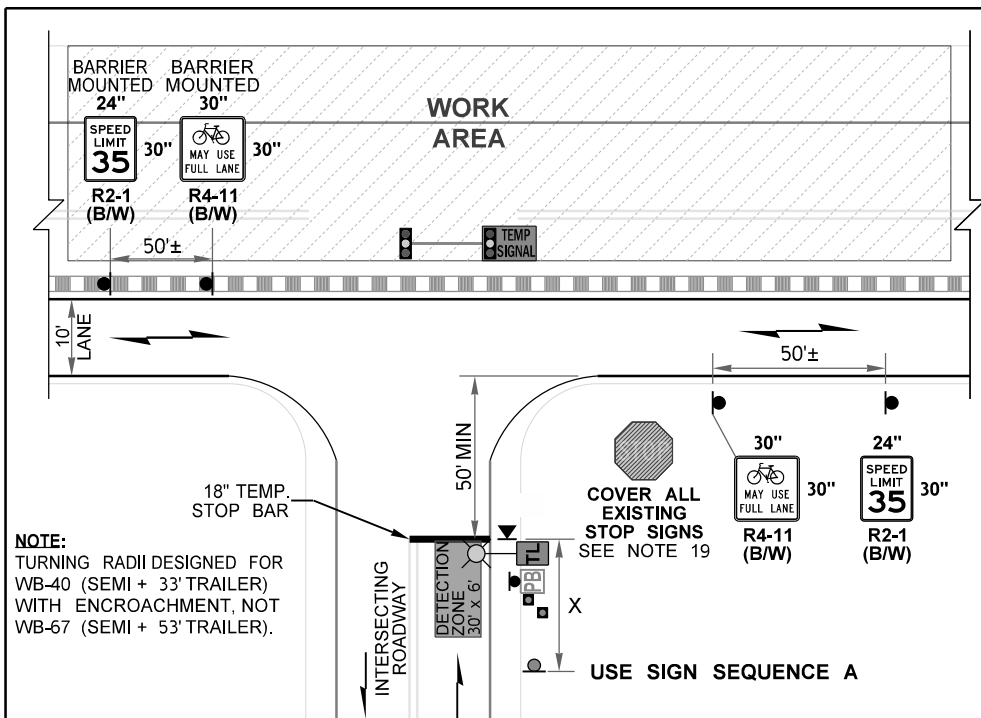 BARRIER MOUNTED
24"
SPEED LIMIT 35
30"
R2-1
(B/W)
BARRIER MOUNTED
30"
MAY USE FULL LANE
30"
R4-11
(B/W)
WORK AREA
50'±
TEMP SIGNAL
10' LANE
50'±
50' MIN
STOP
COVER ALL
EXISTING
STOP SIGNS
SEE NOTE 19
30"
MAY USE FULL LANE
30"
R4-11
(B/W)
24"
SPEED LIMIT 35
30"
R2-1
(B/W)
18" TEMP.
STOP BAR
NOTE:
TURNING RADII DESIGNED FOR
WB-40 (SEMI + 33' TRAILER)
WITH ENCROACHMENT, NOT
WB-67 (SEMI + 53' TRAILER).
INTERSECTING
ROADWAY
DETECTION
ZONE
30' x 6'
TL
PB
X
USE SIGN SEQUENCE A